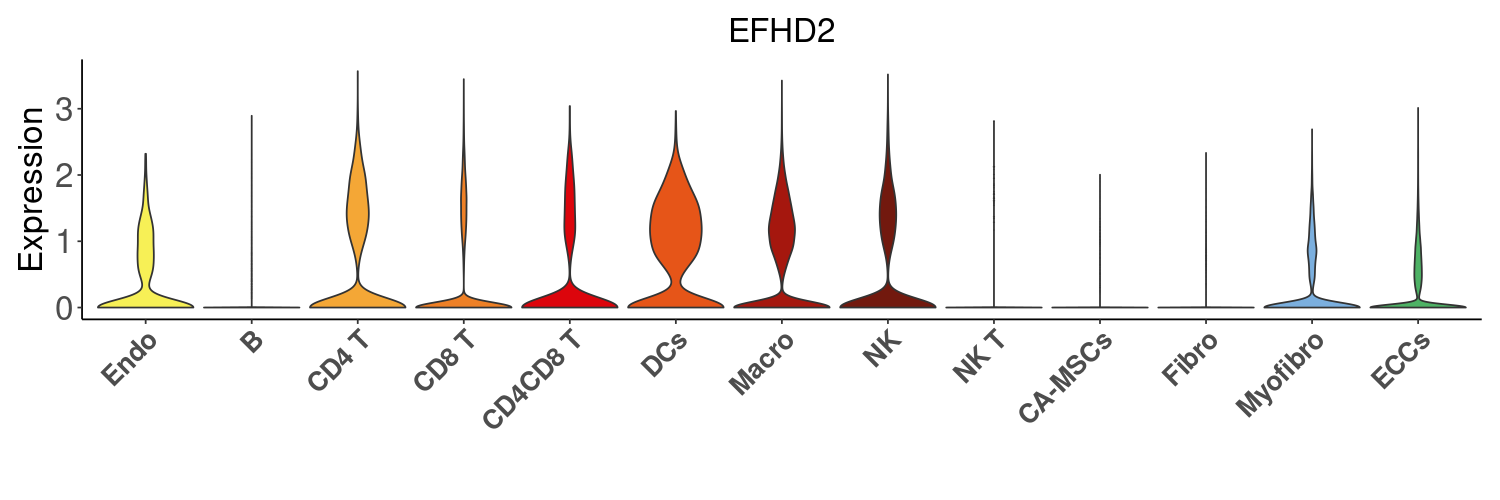 EFHD2
Expression
3
2
1
0
Endo
B
CD4 T
CD8 T
CD4CD8 T
DCs
Macro
NK
NK T
CA-MSCs
Fibro
Myofibro
ECCs